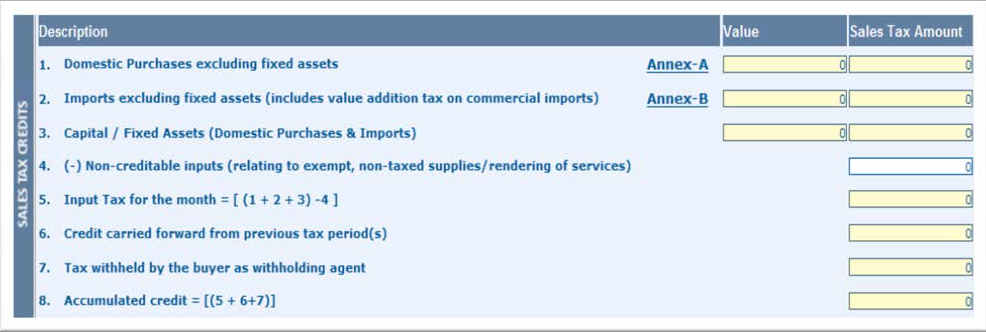 Description Value Sales Tax Amount
SALES TAX CREDITS
1. Domestic Purchases excluding fixed assets Annex-A 0 0
2. Imports excluding fixed assets (includes value addition tax on commercial imports) Annex-B 0 0
3. Capital / Fixed Assets (Domestic Purchases & Imports) 0 0
4. (-) Non-creditable inputs (relating to exempt, non-taxed supplies/rendering of services) 0
5. Input Tax for the month = [ (1 + 2 + 3) -4 ] 0
6. Credit carried forward from previous tax period(s) 0
7. Tax withheld by the buyer as withholding agent 0
8. Accumulated credit = [(5 + 6+7)] 0